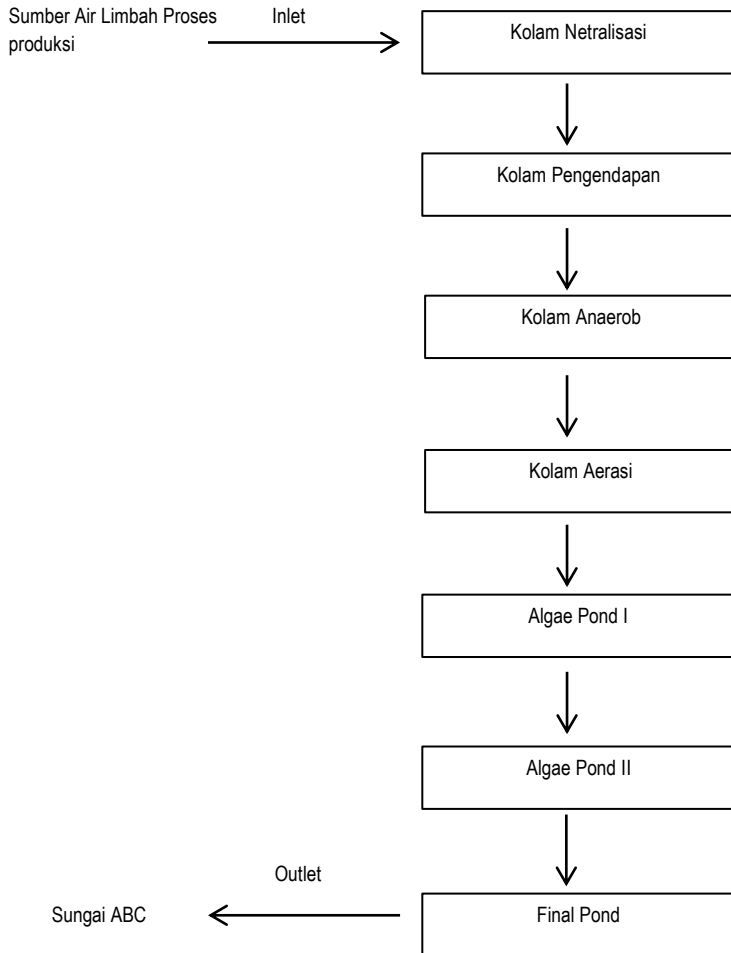 Sumber Air Limbah Proses
produksi
Inlet
Kolam Netralisasi
Kolam Pengendapan
Kolam Anaerob
Kolam Aerasi
Algae Pond I
Algae Pond II
Outlet
Sungai ABC
Final Pond